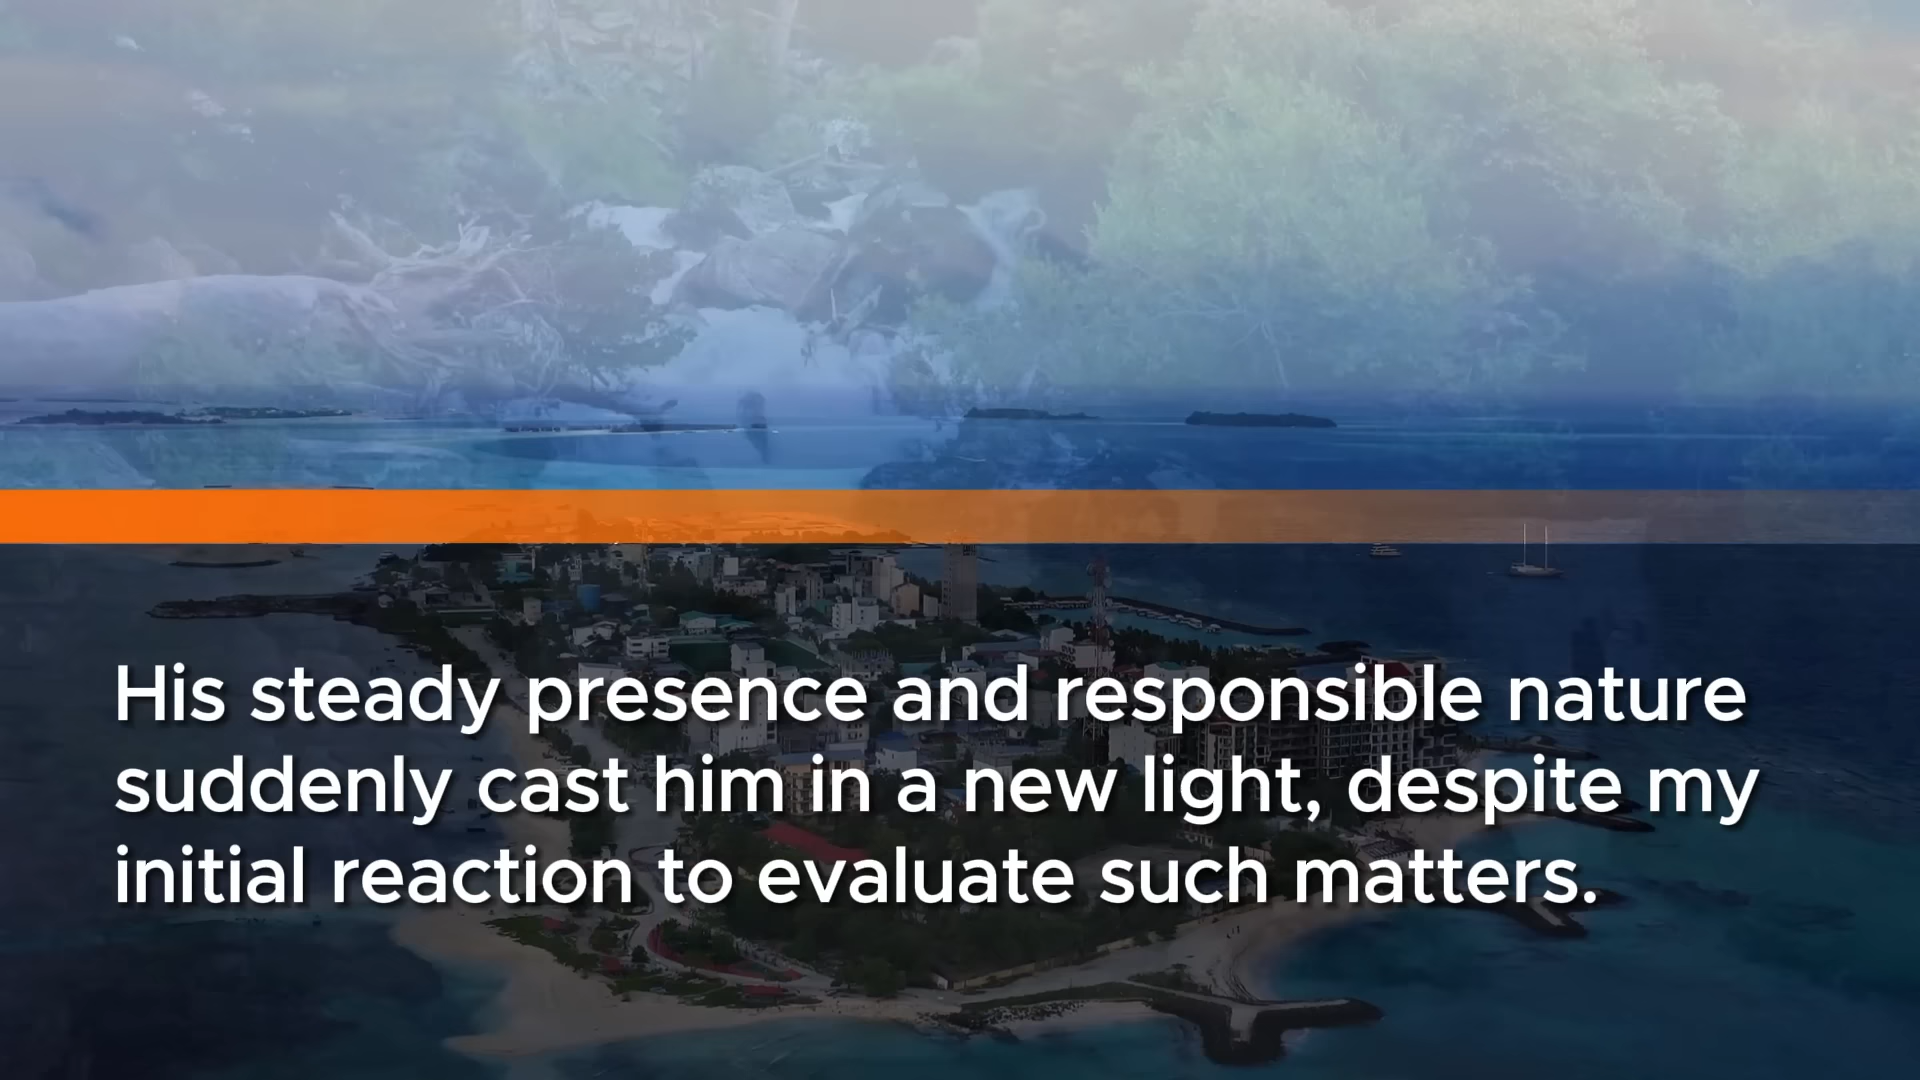 His steady presence and responsible nature
suddenly cast him in a new light, despite my
initial reaction to evaluate such matters.